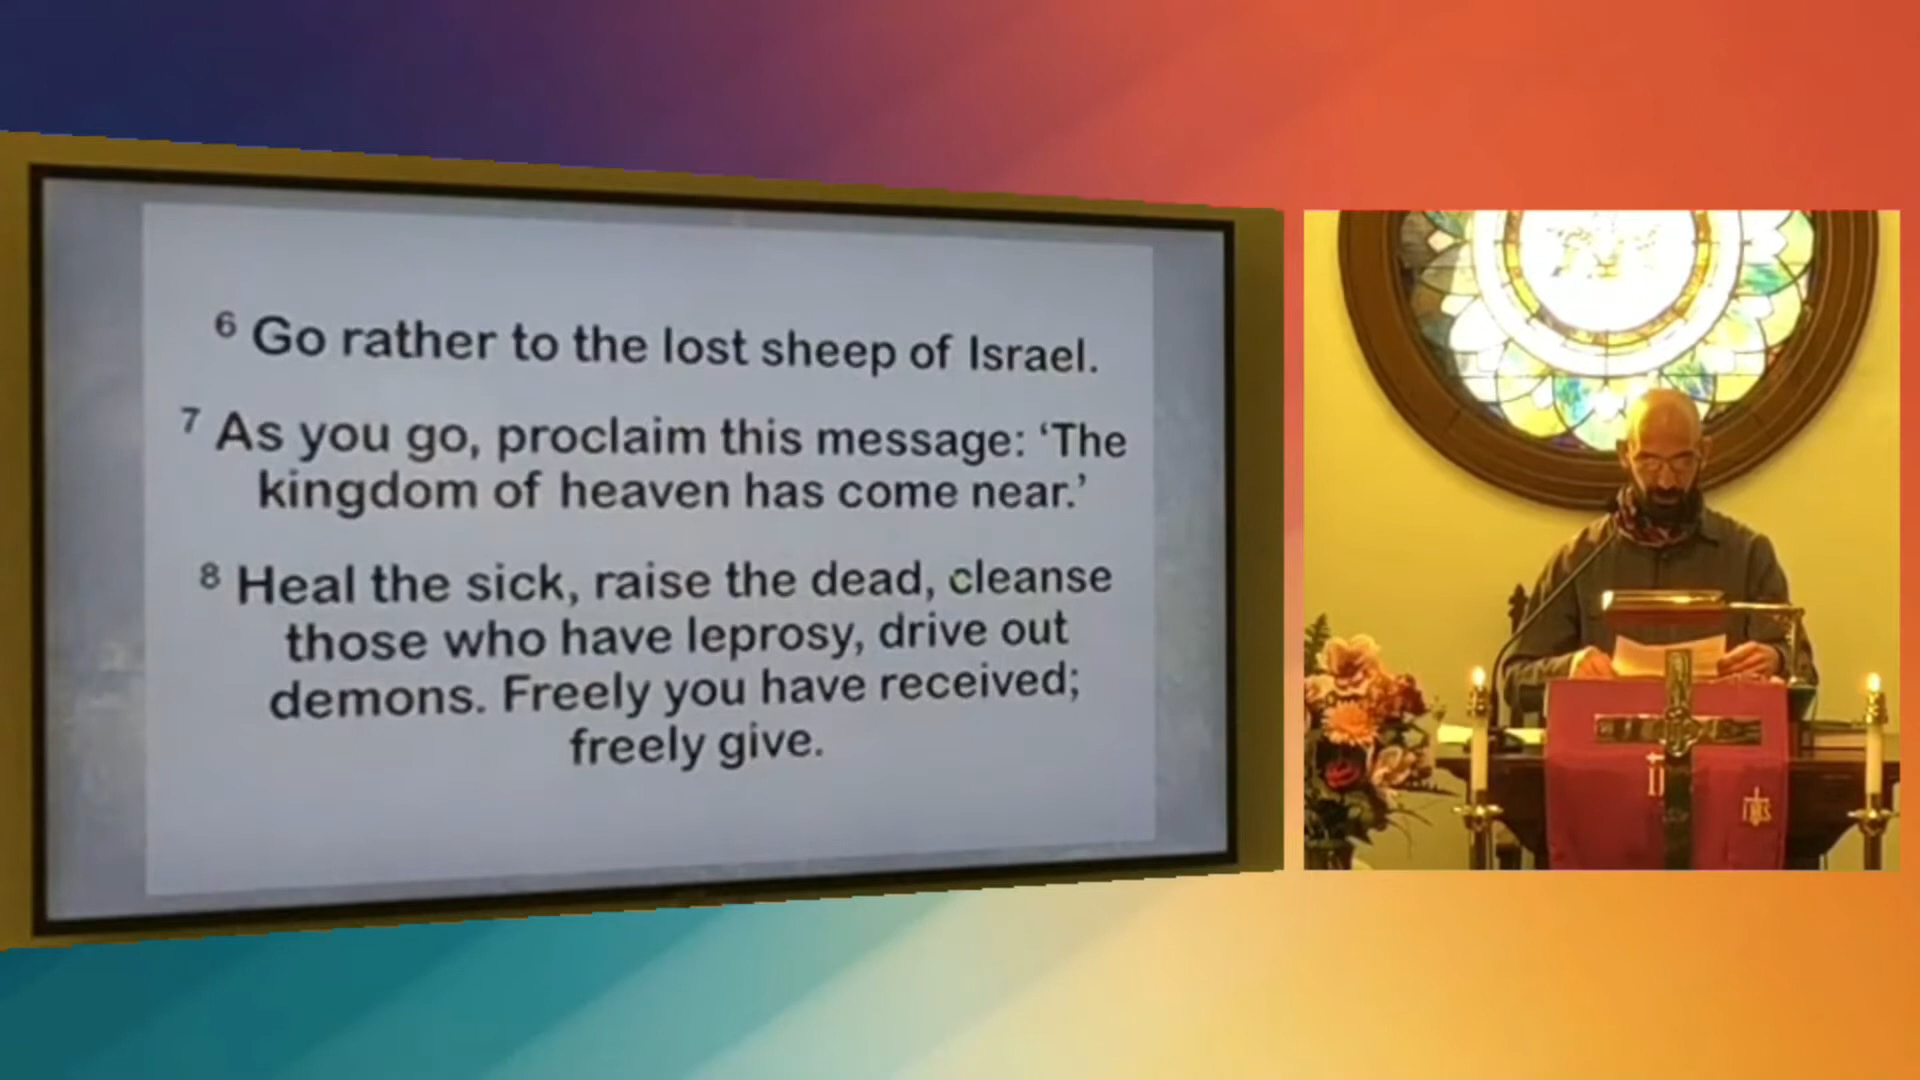 ⁶ Go rather to the lost sheep of Israel.
⁷ As you go, proclaim this message: ‘The
kingdom of heaven has come near.’
⁸ Heal the sick, raise the dead, cleanse
those who have leprosy, drive out
demons. Freely you have received;
freely give.
IHS